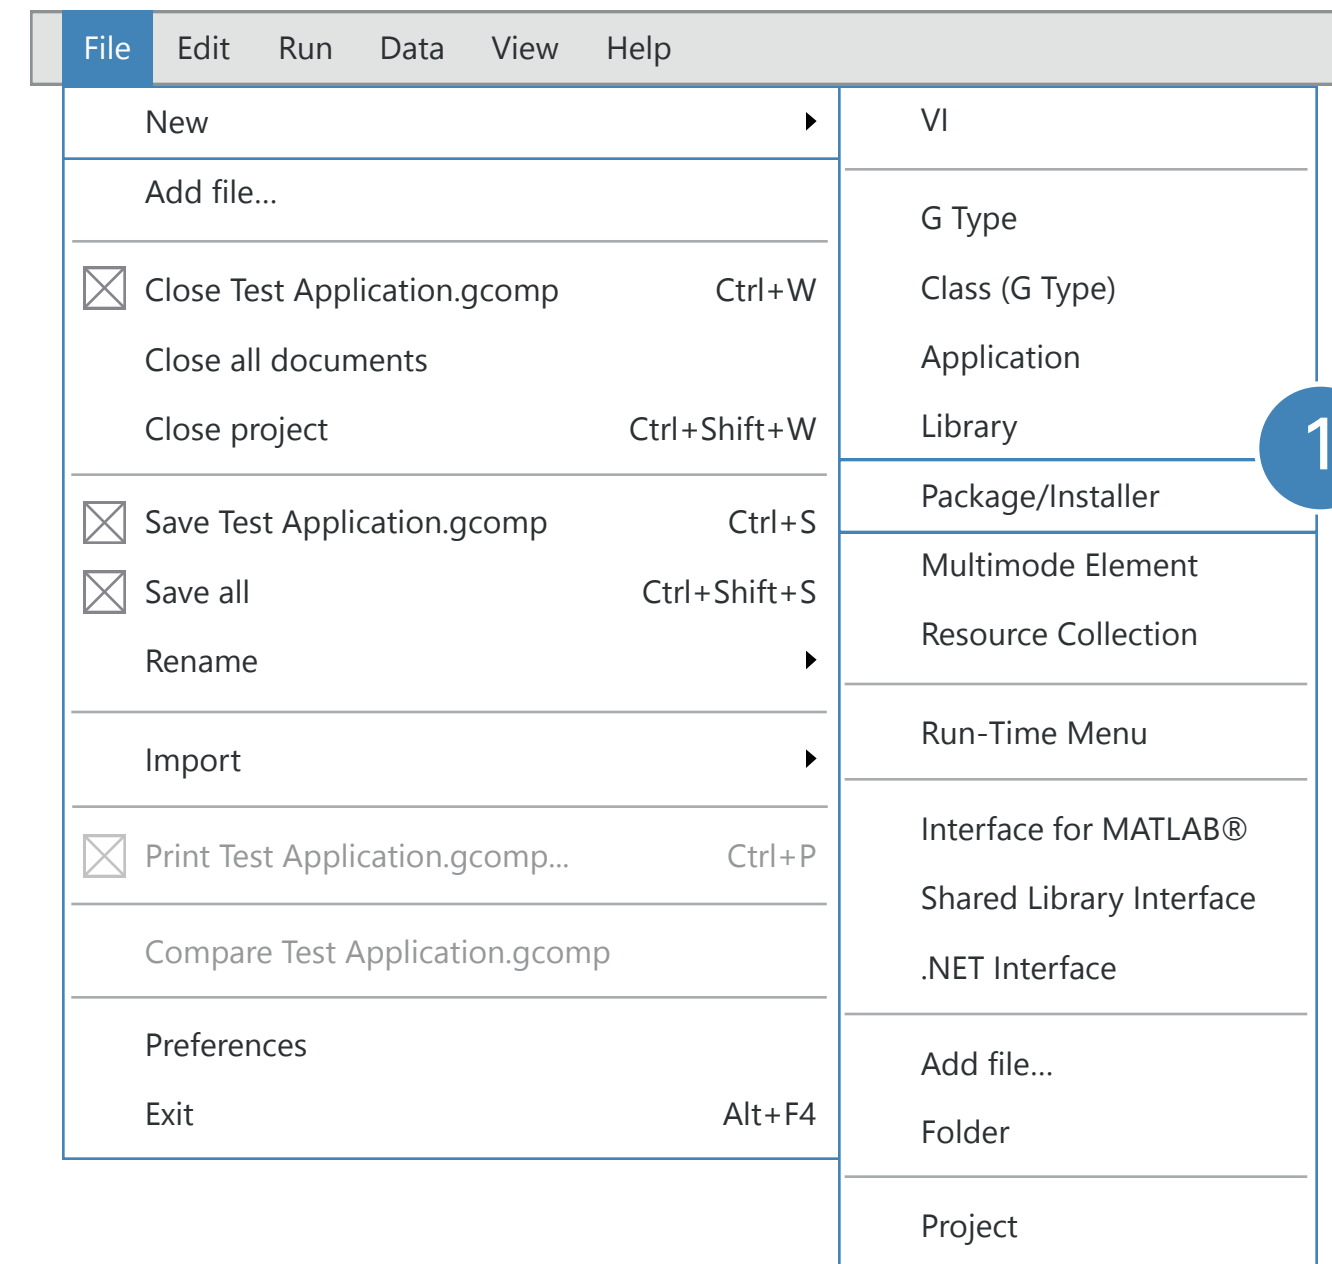 File Edit Run Data View Help
New
Add file...
Close Test Application.gcomp Ctrl+W
Close all documents
Close project Ctrl+Shift+W
Save Test Application.gcomp Ctrl+S
Save all Ctrl+Shift+S
Rename
Import
Print Test Application.gcomp... Ctrl+P
Compare Test Application.gcomp
Preferences
Exit Alt+F4
VI
G Type
Class (G Type)
Application
Library
1
Package/Installer
Multimode Element
Resource Collection
Run-Time Menu
Interface for MATLAB®
Shared Library Interface
.NET Interface
Add file...
Folder
Project